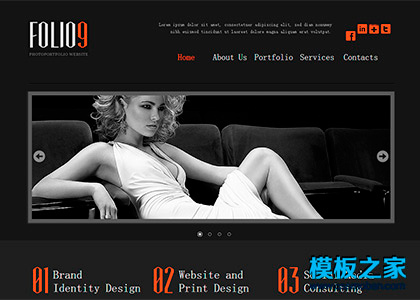 FOLIO9
PHOTO PORTFOLIO WEBSITE
Lorem ipsum dolor sit amet, consectetuer adipiscing elit, sed diam nonummy
nibh euismod tincidunt ut laoreet dolore magna aliquam erat volutpat.
Home About Us Portfolio Services Contacts
01 Brand
Identity Design
02 Website and
Print Design
03
Consulting
模板之家